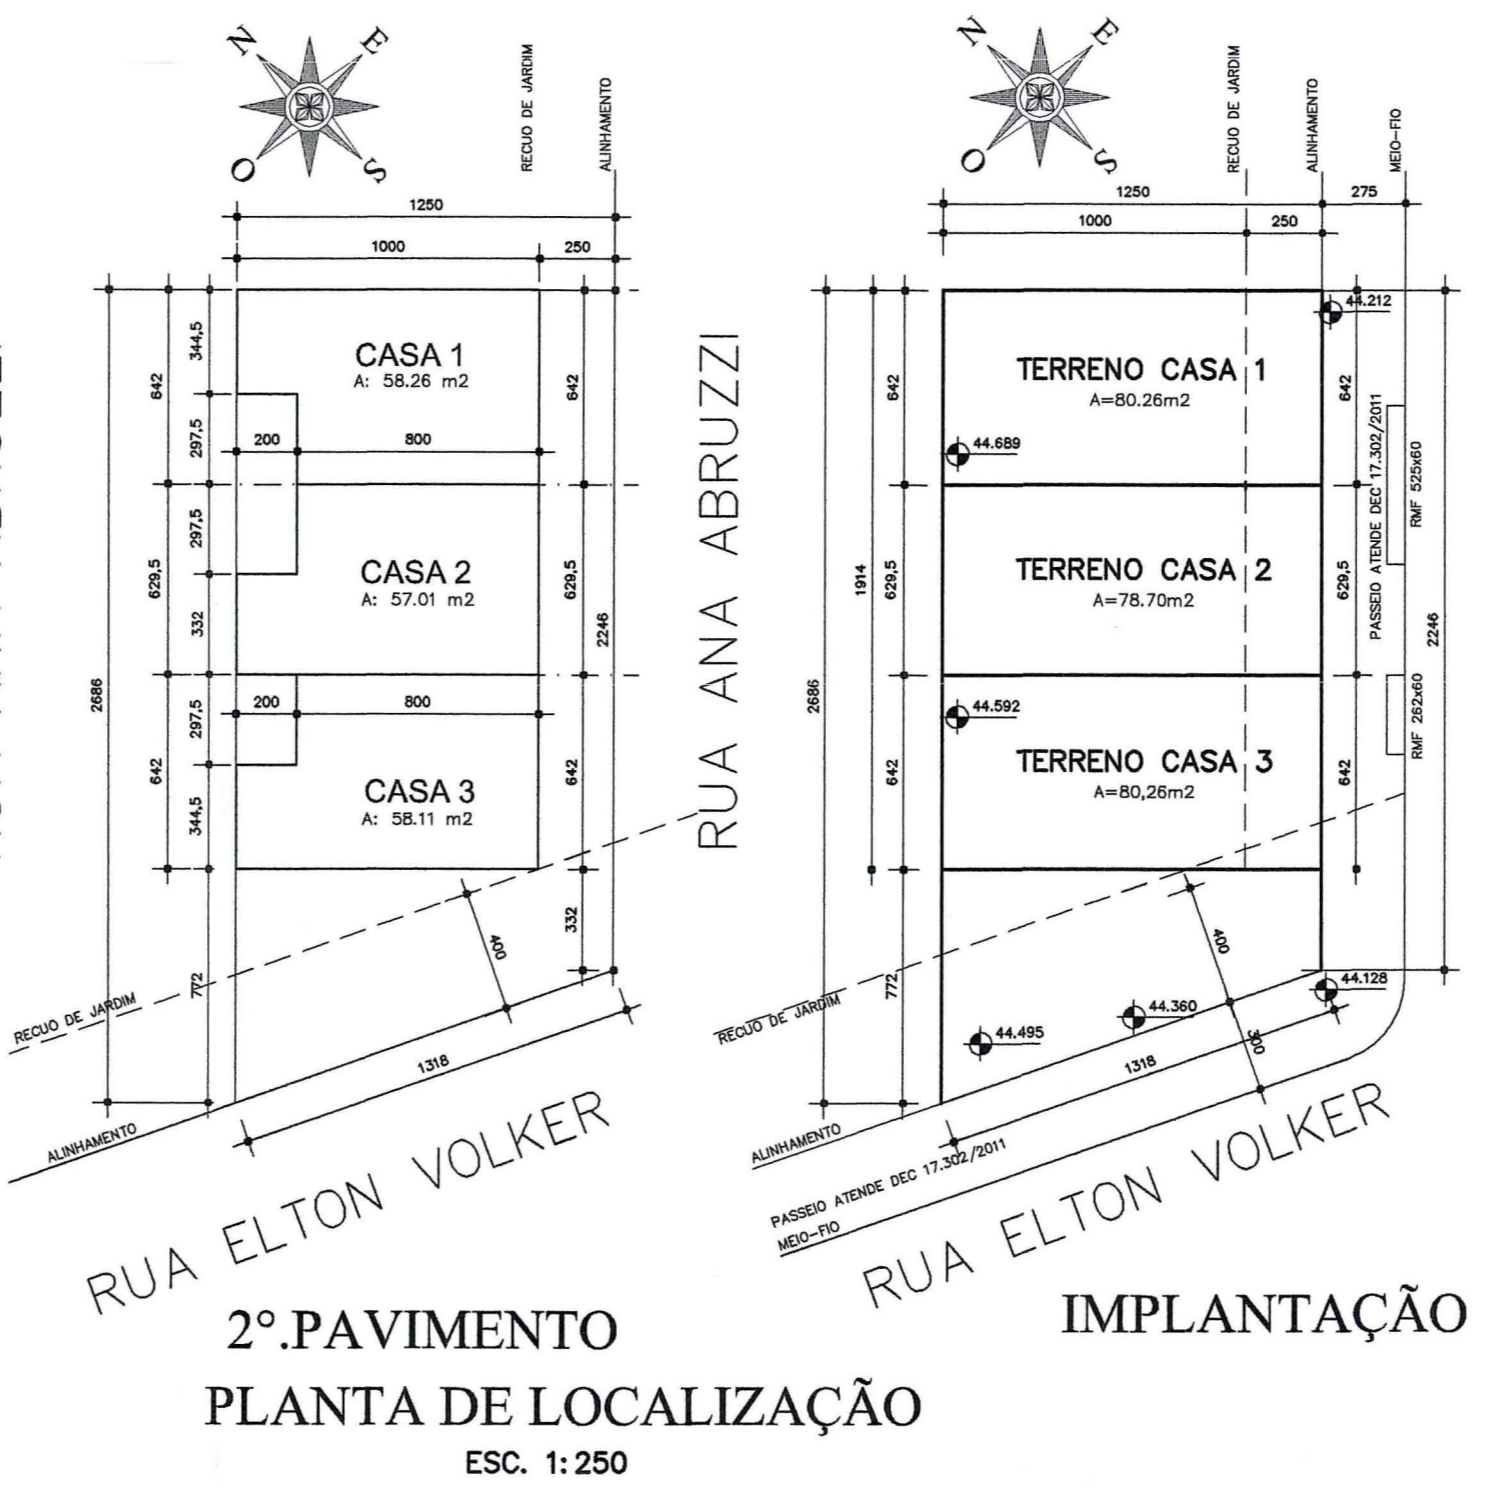 N
E
O
S
RECUO DE JARDIM
ALINHAMENTO
1250
1000
250
344,5
642
297,5
297,5
629,5
332
2686
297,5
642
344,5
772
CASA 1
A: 58.26 m2
200
800
CASA 2
A: 57.01 m2
200
800
CASA 3
A: 58.11 m2
642
629,5
2246
642
332
400
RECUO DE JARDIM
1318
ALINHAMENTO
RUA ELTON VOLKER
RUA ANA ABRUZZI
2°.PAVIMENTO
PLANTA DE LOCALIZAÇÃO
ESC. 1:250
N
E
O
S
RECUO DE JARDIM
ALINHAMENTO
MEIO-FIO
1250
275
1000
250
44.212
TERRENO CASA 1
A=80.26m2
44.689
642
1914
629,5
2686
642
772
TERRENO CASA 2
A=78.70m2
44.592
TERRENO CASA 3
A=80,26m2
642
629,5
642
PASSEIO ATENDE DEC 17.302/2011
RMF 525x60
RMF 262x60
2246
400
RECUO DE JARDIM
44.128
44.360
44.495
300
1318
ALINHAMENTO
PASSEIO ATENDE DEC 17.302/2011
MEIO-FIO
RUA ELTON VOLKER
IMPLANTAÇÃO